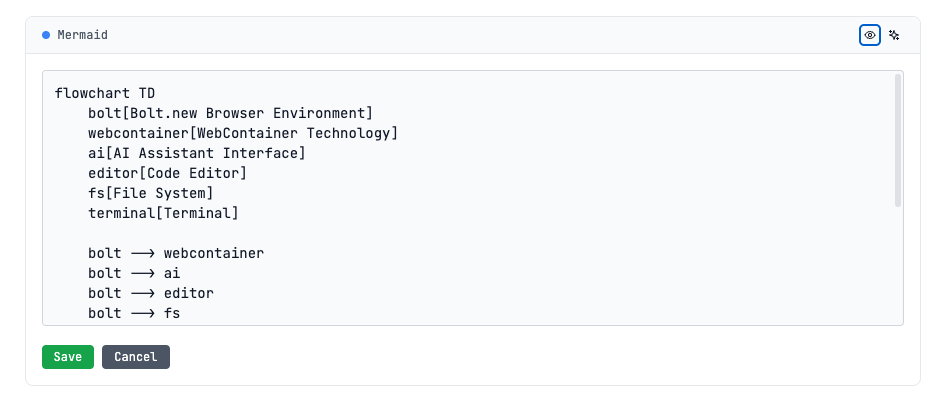 Mermaid
flowchart TD
    bolt[Bolt.new Browser Environment]
    webcontainer[WebContainer Technology]
    ai[AI Assistant Interface]
    editor[Code Editor]
    fs[File System]
    terminal[Terminal]

    bolt --> webcontainer
    bolt --> ai
    bolt --> editor
    bolt --> fs
Save Cancel